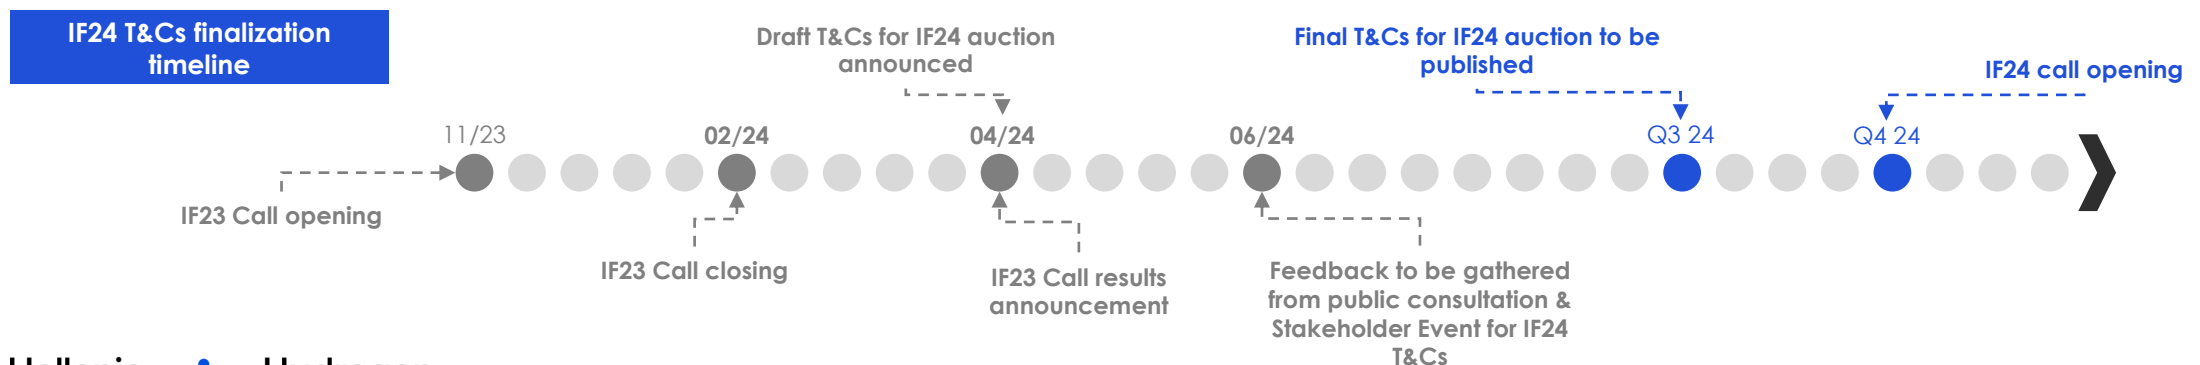 IF24 T&Cs finalization
timeline
Draft T&Cs for IF24 auction
announced
Final T&Cs for IF24 auction to be
published
IF24 call opening
11/23
02/24
04/24
06/24
Q3 24
Q4 24
IF23 Call opening
IF23 Call closing
IF23 Call results
announcement
Feedback to be gathered
from public consultation &
Stakeholder Event for IF24
T&Cs
Hellenic Hydrogen